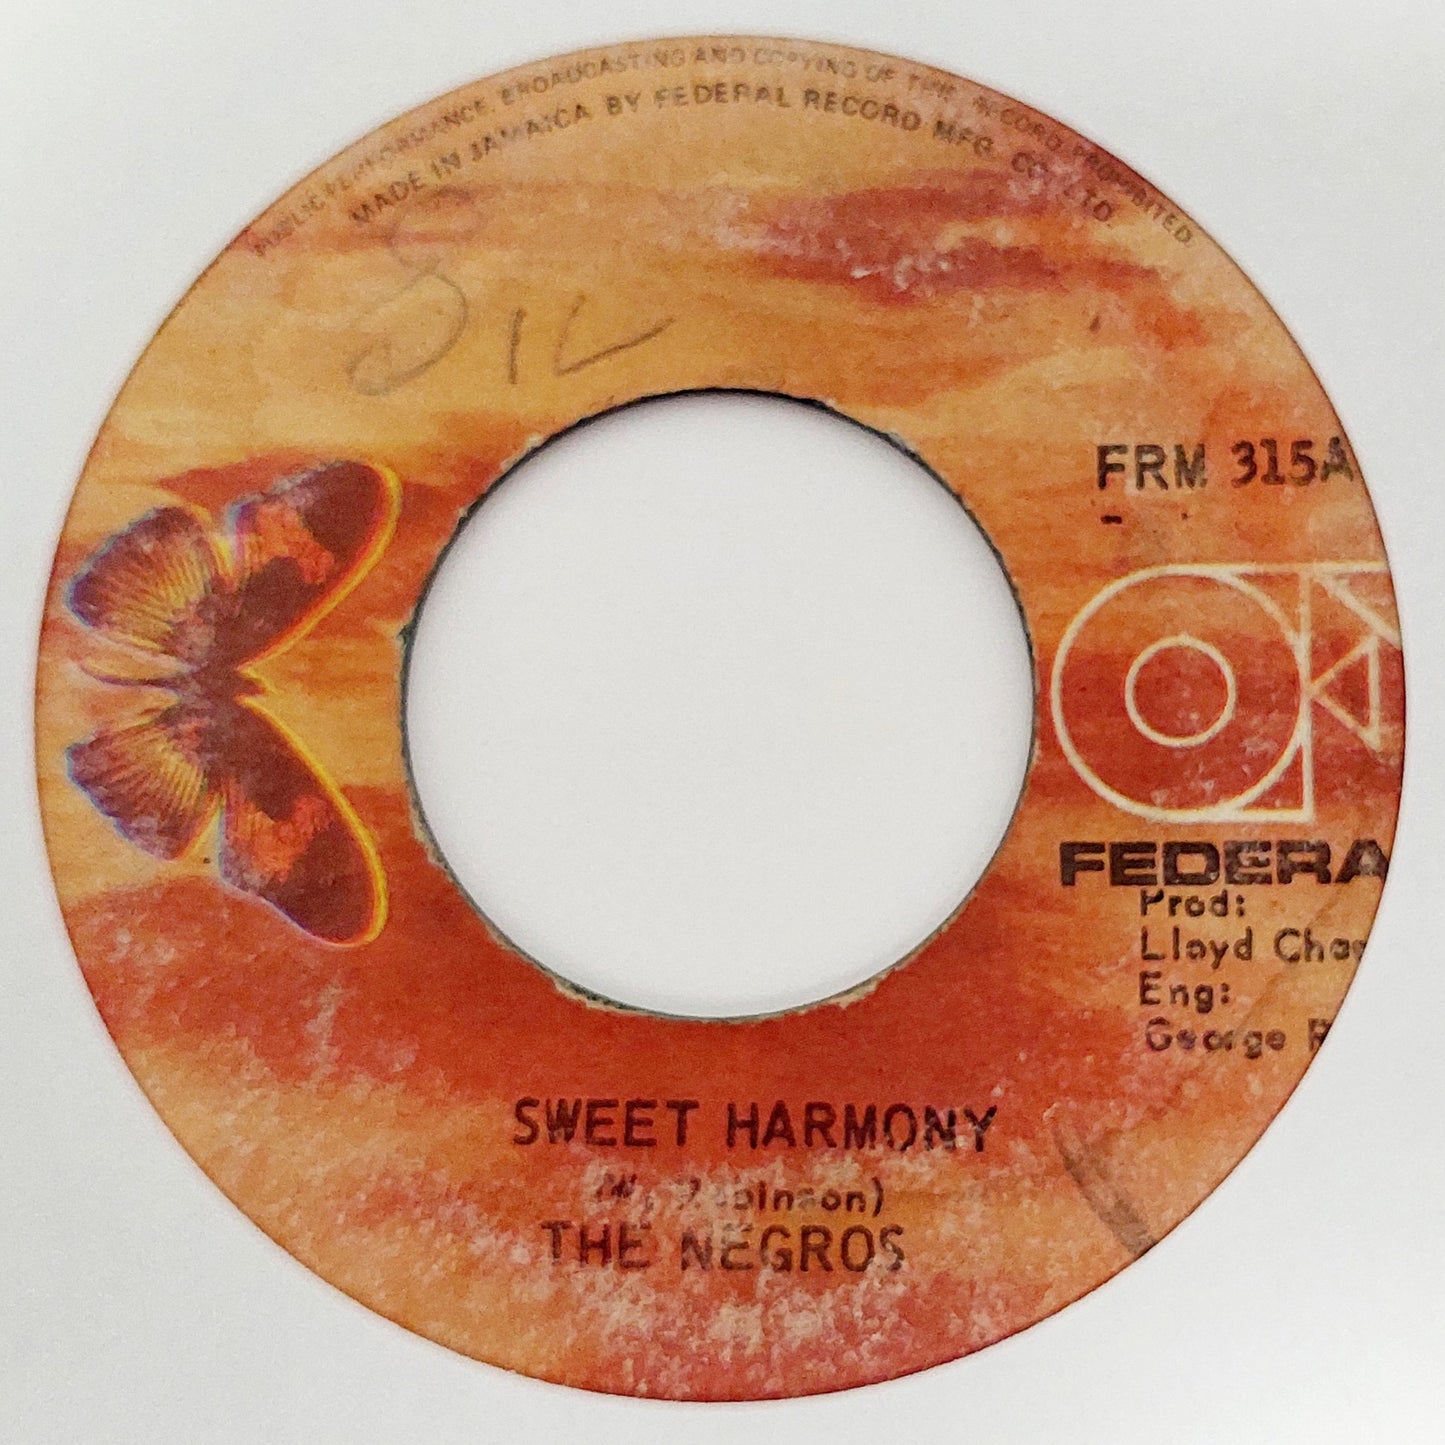 PUBLIC PERFORMANCE, BROADCASTING AND COPYING OF THIS RECORD PROHIBITED.
MADE IN JAMAICA BY FEDERAL RECORD MFG. CO. LTD.
FRM 315A
FEDERA
Prod:
Lloyd Cha
Eng:
George R
SWEET HARMONY
Robinson)
THE NEGROS